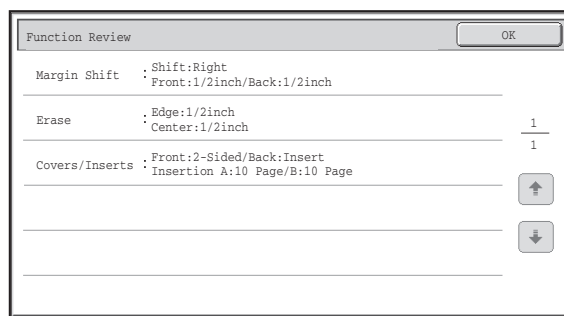 Function Review
OK
Margin Shift : Shift:Right
Front:1/2inch/Back:1/2inch
Erase : Edge:1/2inch
Center:1/2inch
Covers/Inserts : Front:2-Sided/Back:Insert
Insertion A:10 Page/B:10 Page
1
1